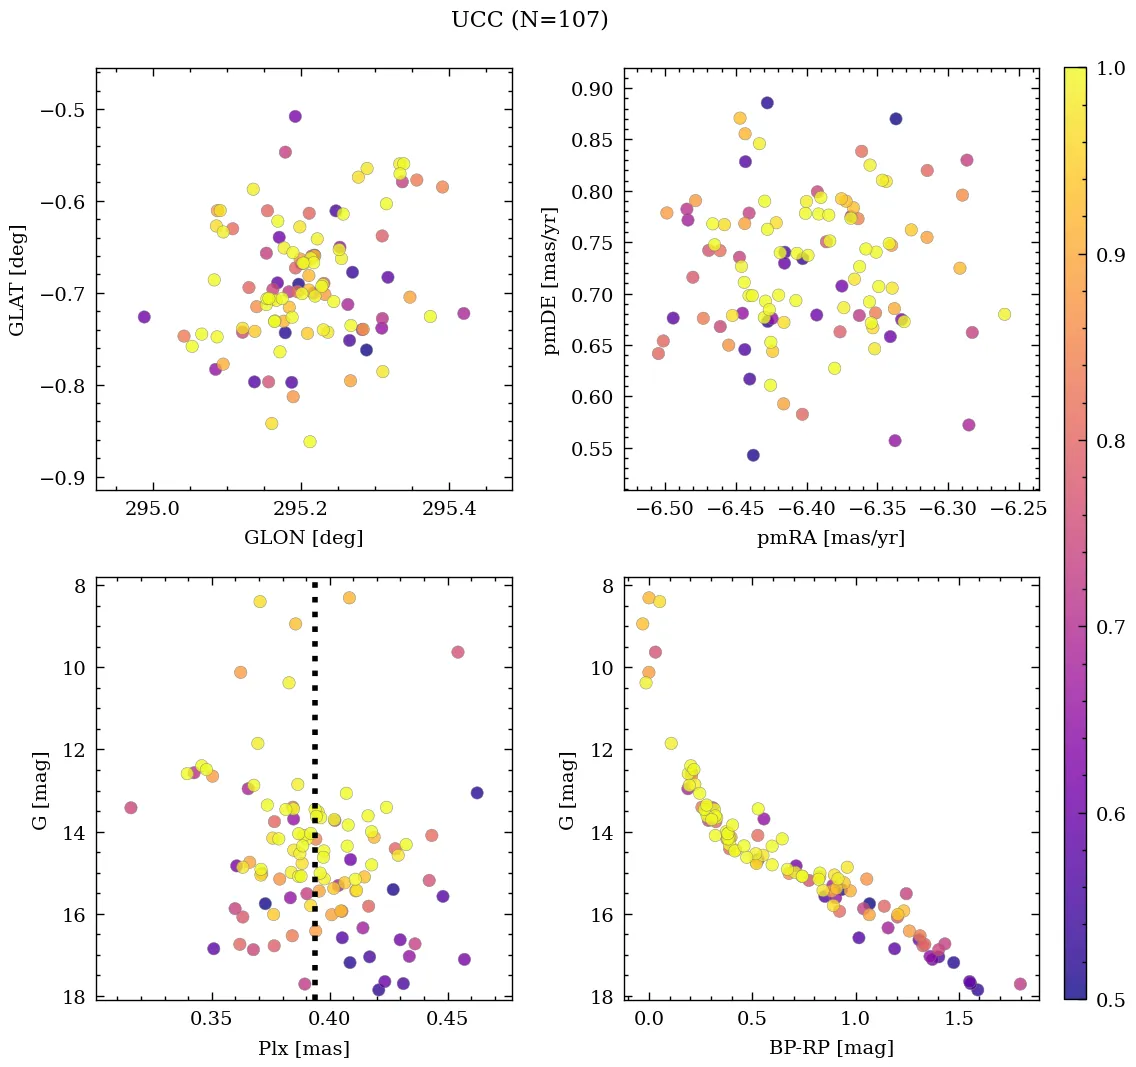 UCC (N=107)
−0.5
−0.6
−0.7
−0.8
−0.9
GLAT [deg]
295.0 295.2 295.4
GLON [deg]
0.90
0.85
0.80
0.75
0.70
0.65
0.60
0.55
pmDE [mas/yr]
−6.50 −6.45 −6.40 −6.35 −6.30 −6.25
pmRA [mas/yr]
8
10
12
14
16
18
G [mag]
0.35 0.40 0.45
Plx [mas]
8
10
12
14
16
18
G [mag]
0.0 0.5 1.0 1.5
BP-RP [mag]
1.0
0.9
0.8
0.7
0.6
0.5